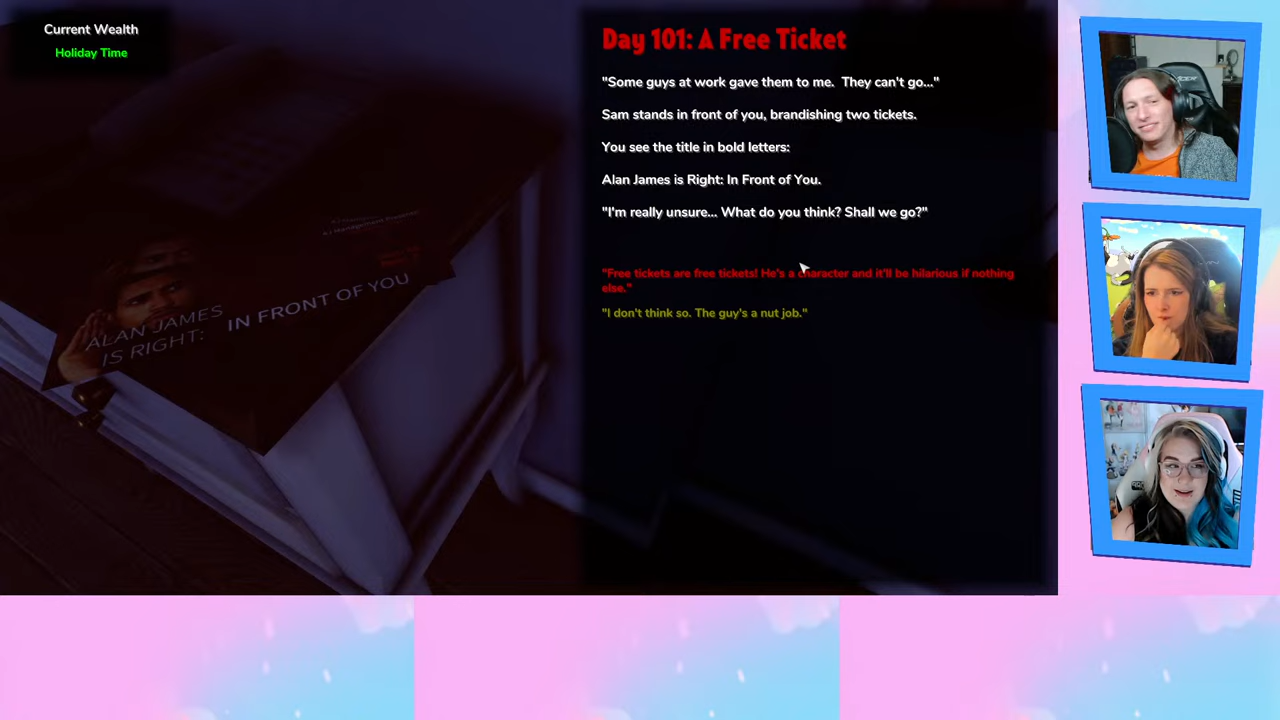 Current Wealth
Holiday Time
Day 101: A Free Ticket
"Some guys at work gave them to me.  They can't go..."
Sam stands in front of you, brandishing two tickets.
You see the title in bold letters:
Alan James is Right: In Front of You.
"I'm really unsure... What do you think? Shall we go?"
"Free tickets are free tickets! He's a character and it'll be hilarious if nothing
else."
"I don't think so. The guy's a nut job."
ALAN JAMES
IS RIGHT:
IN FRONT OF YOU